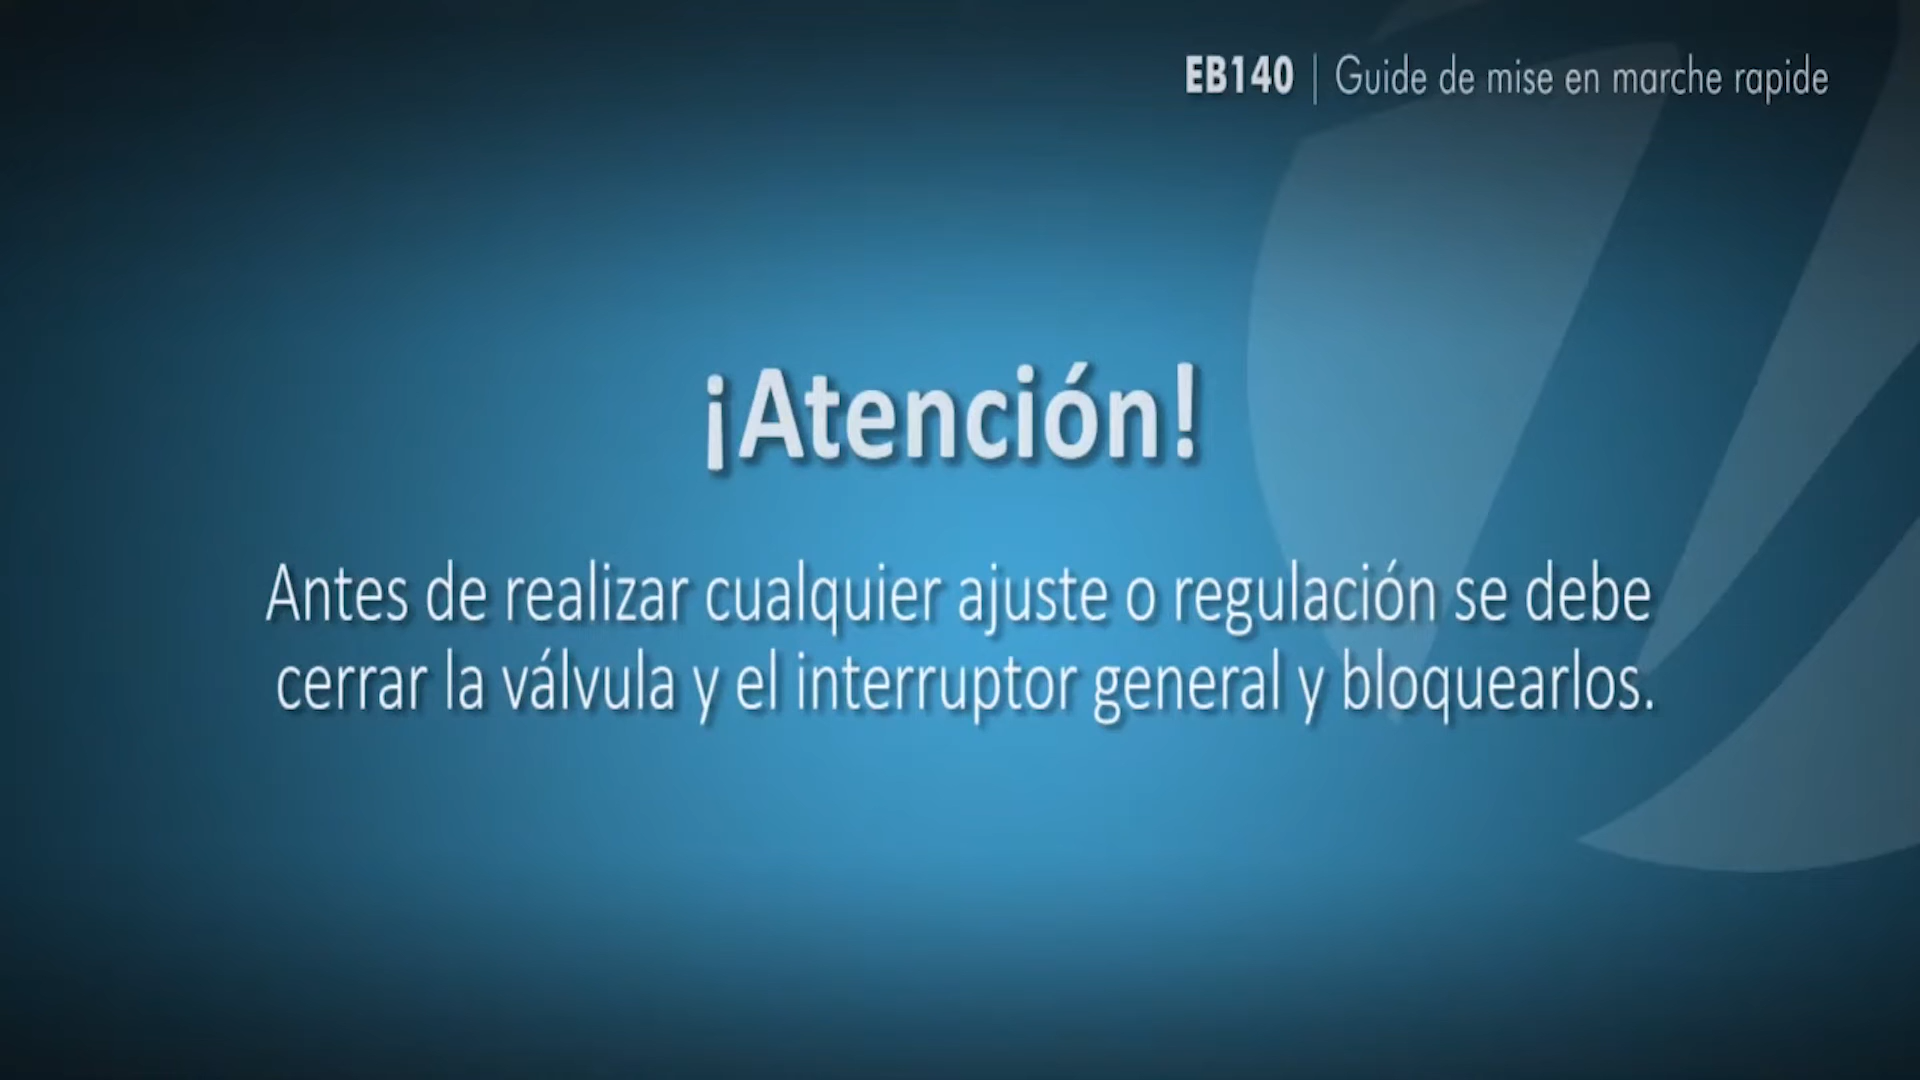 EB140 | Guide de mise en marche rapide
¡Atención!
Antes de realizar cualquier ajuste o regulación se debe
cerrar la válvula y el interruptor general y bloquearlos.